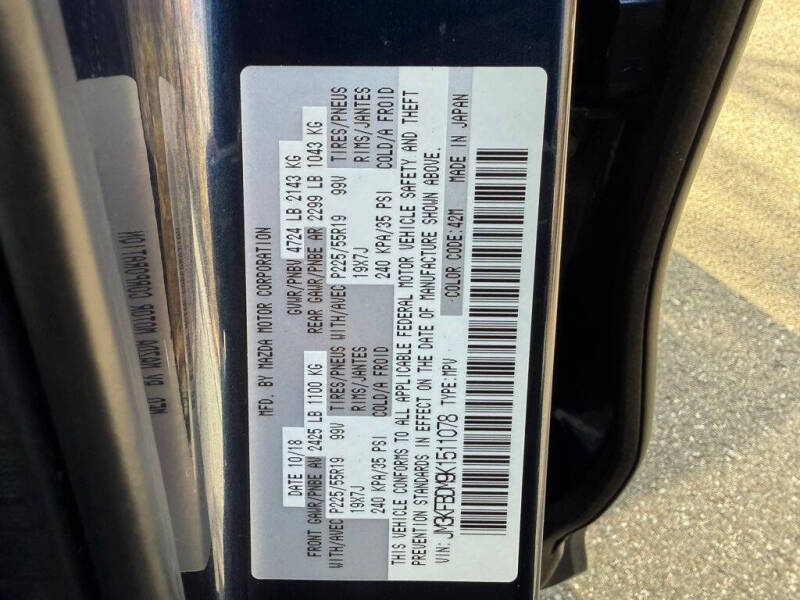 MFD. BY MAZDA MOTOR CORPORATION
DATE 10/18 GVWR/PNBV 4724 LB 2143 KG
FRONT GAWR/PNBE AV 2425 LB 1100 KG REAR GAWR/PNBE AR 2299 LB 1043 KG
WITH/AVEC P225/55R19 99V TIRES/PNEUS WITH/AVEC P225/55R19 99V TIRES/PNEUS
19X7J RIMS/JANTES 19X7J RIMS/JANTES
240 KPA/35 PSI COLD/A FROID 240 KPA/35 PSI COLD/A FROID
THIS VEHICLE CONFORMS TO ALL APPLICABLE FEDERAL MOTOR VEHICLE SAFETY AND THEFT
PREVENTION STANDARDS IN EFFECT ON THE DATE OF MANUFACTURE SHOWN ABOVE.
VIN: JM3KFBDM9K1511078 TYPE:MPV COLOR CODE:42M MADE IN JAPAN